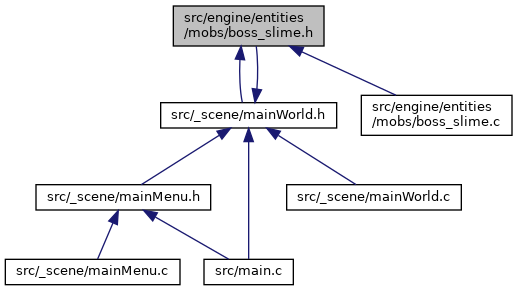 src/engine/entities
/mobs/boss_slime.h
src/_scene/mainWorld.h
src/engine/entities
/mobs/boss_slime.c
src/_scene/mainMenu.h
src/_scene/mainWorld.c
src/_scene/mainMenu.c
src/main.c